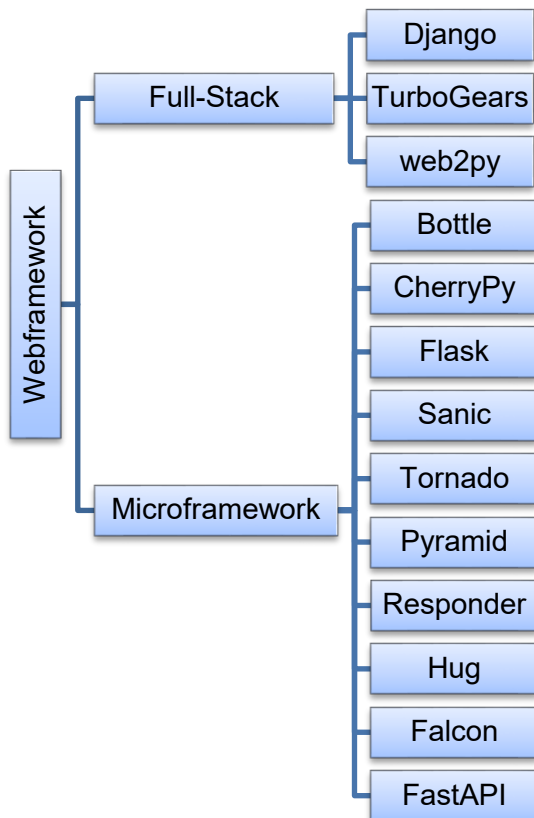 Webframework
Full-Stack
Django
TurboGears
web2py
Microframework
Bottle
CherryPy
Flask
Sanic
Tornado
Pyramid
Responder
Hug
Falcon
FastAPI